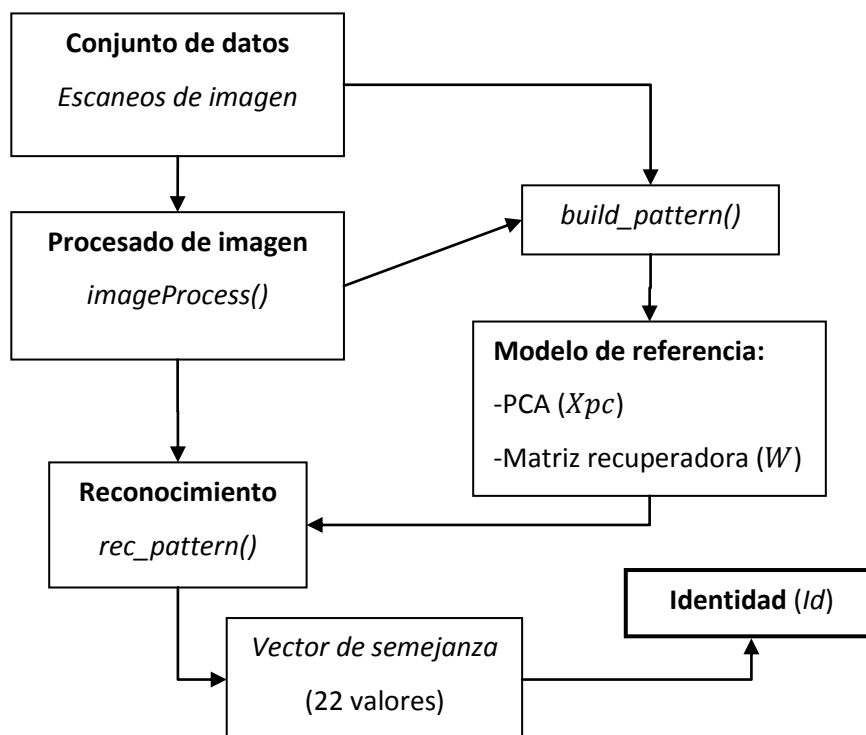 Conjunto de datos
Escaneos de imagen
Procesado de imagen
imageProcess()
build_pattern()
Modelo de referencia:
-PCA (Xpc)
-Matriz recuperadora (W)
Reconocimiento
rec_pattern()
Identidad (Id)
Vector de semejanza
(22 valores)